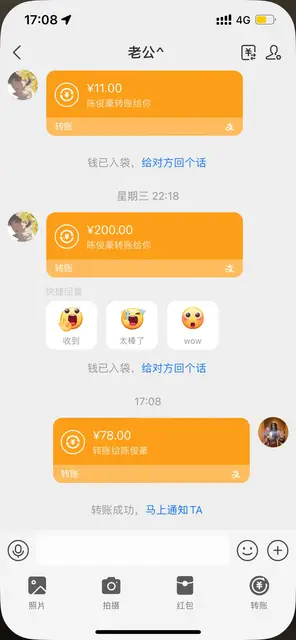 17:08
4G
老公^
¥11.00
陈俊豪转账给你
转账
钱已入袋，给对方回个话
星期三 22:18
¥200.00
陈俊豪转账给你
转账
快捷回复
收到
太棒了
wow
钱已入袋，给对方回个话
17:08
¥78.00
转账给陈俊豪
转账
转账成功，马上通知TA
照片
拍摄
红包
转账